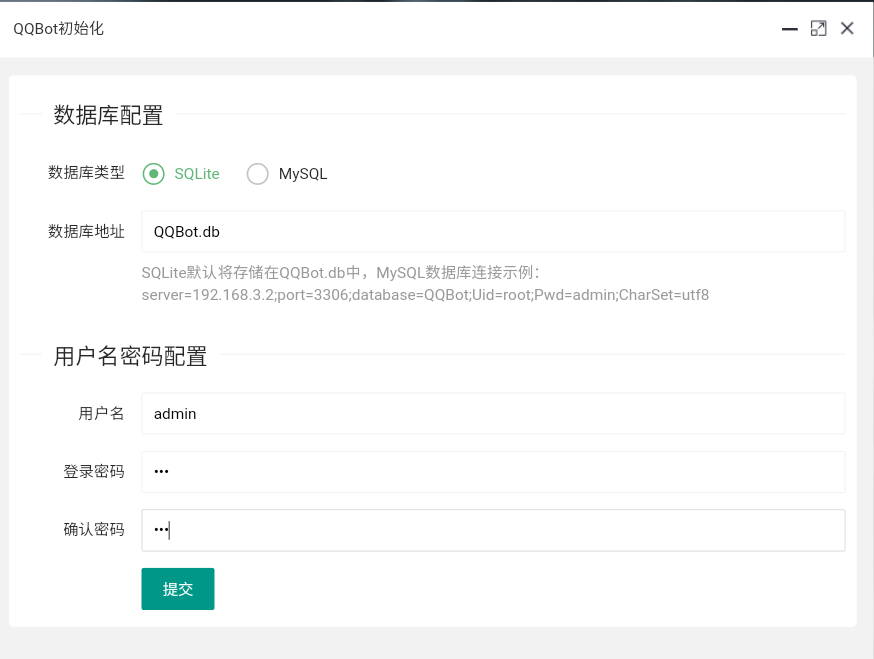 QQBot初始化
数据库配置
数据库类型 SQLite MySQL
数据库地址 QQBot.db
SQLite默认将存储在QQBot.db中，MySQL数据库连接示例：
server=192.168.3.2;port=3306;database=QQBot;Uid=root;Pwd=admin;CharSet=utf8
用户名密码配置
用户名 admin
登录密码 •••
确认密码 •••
提交